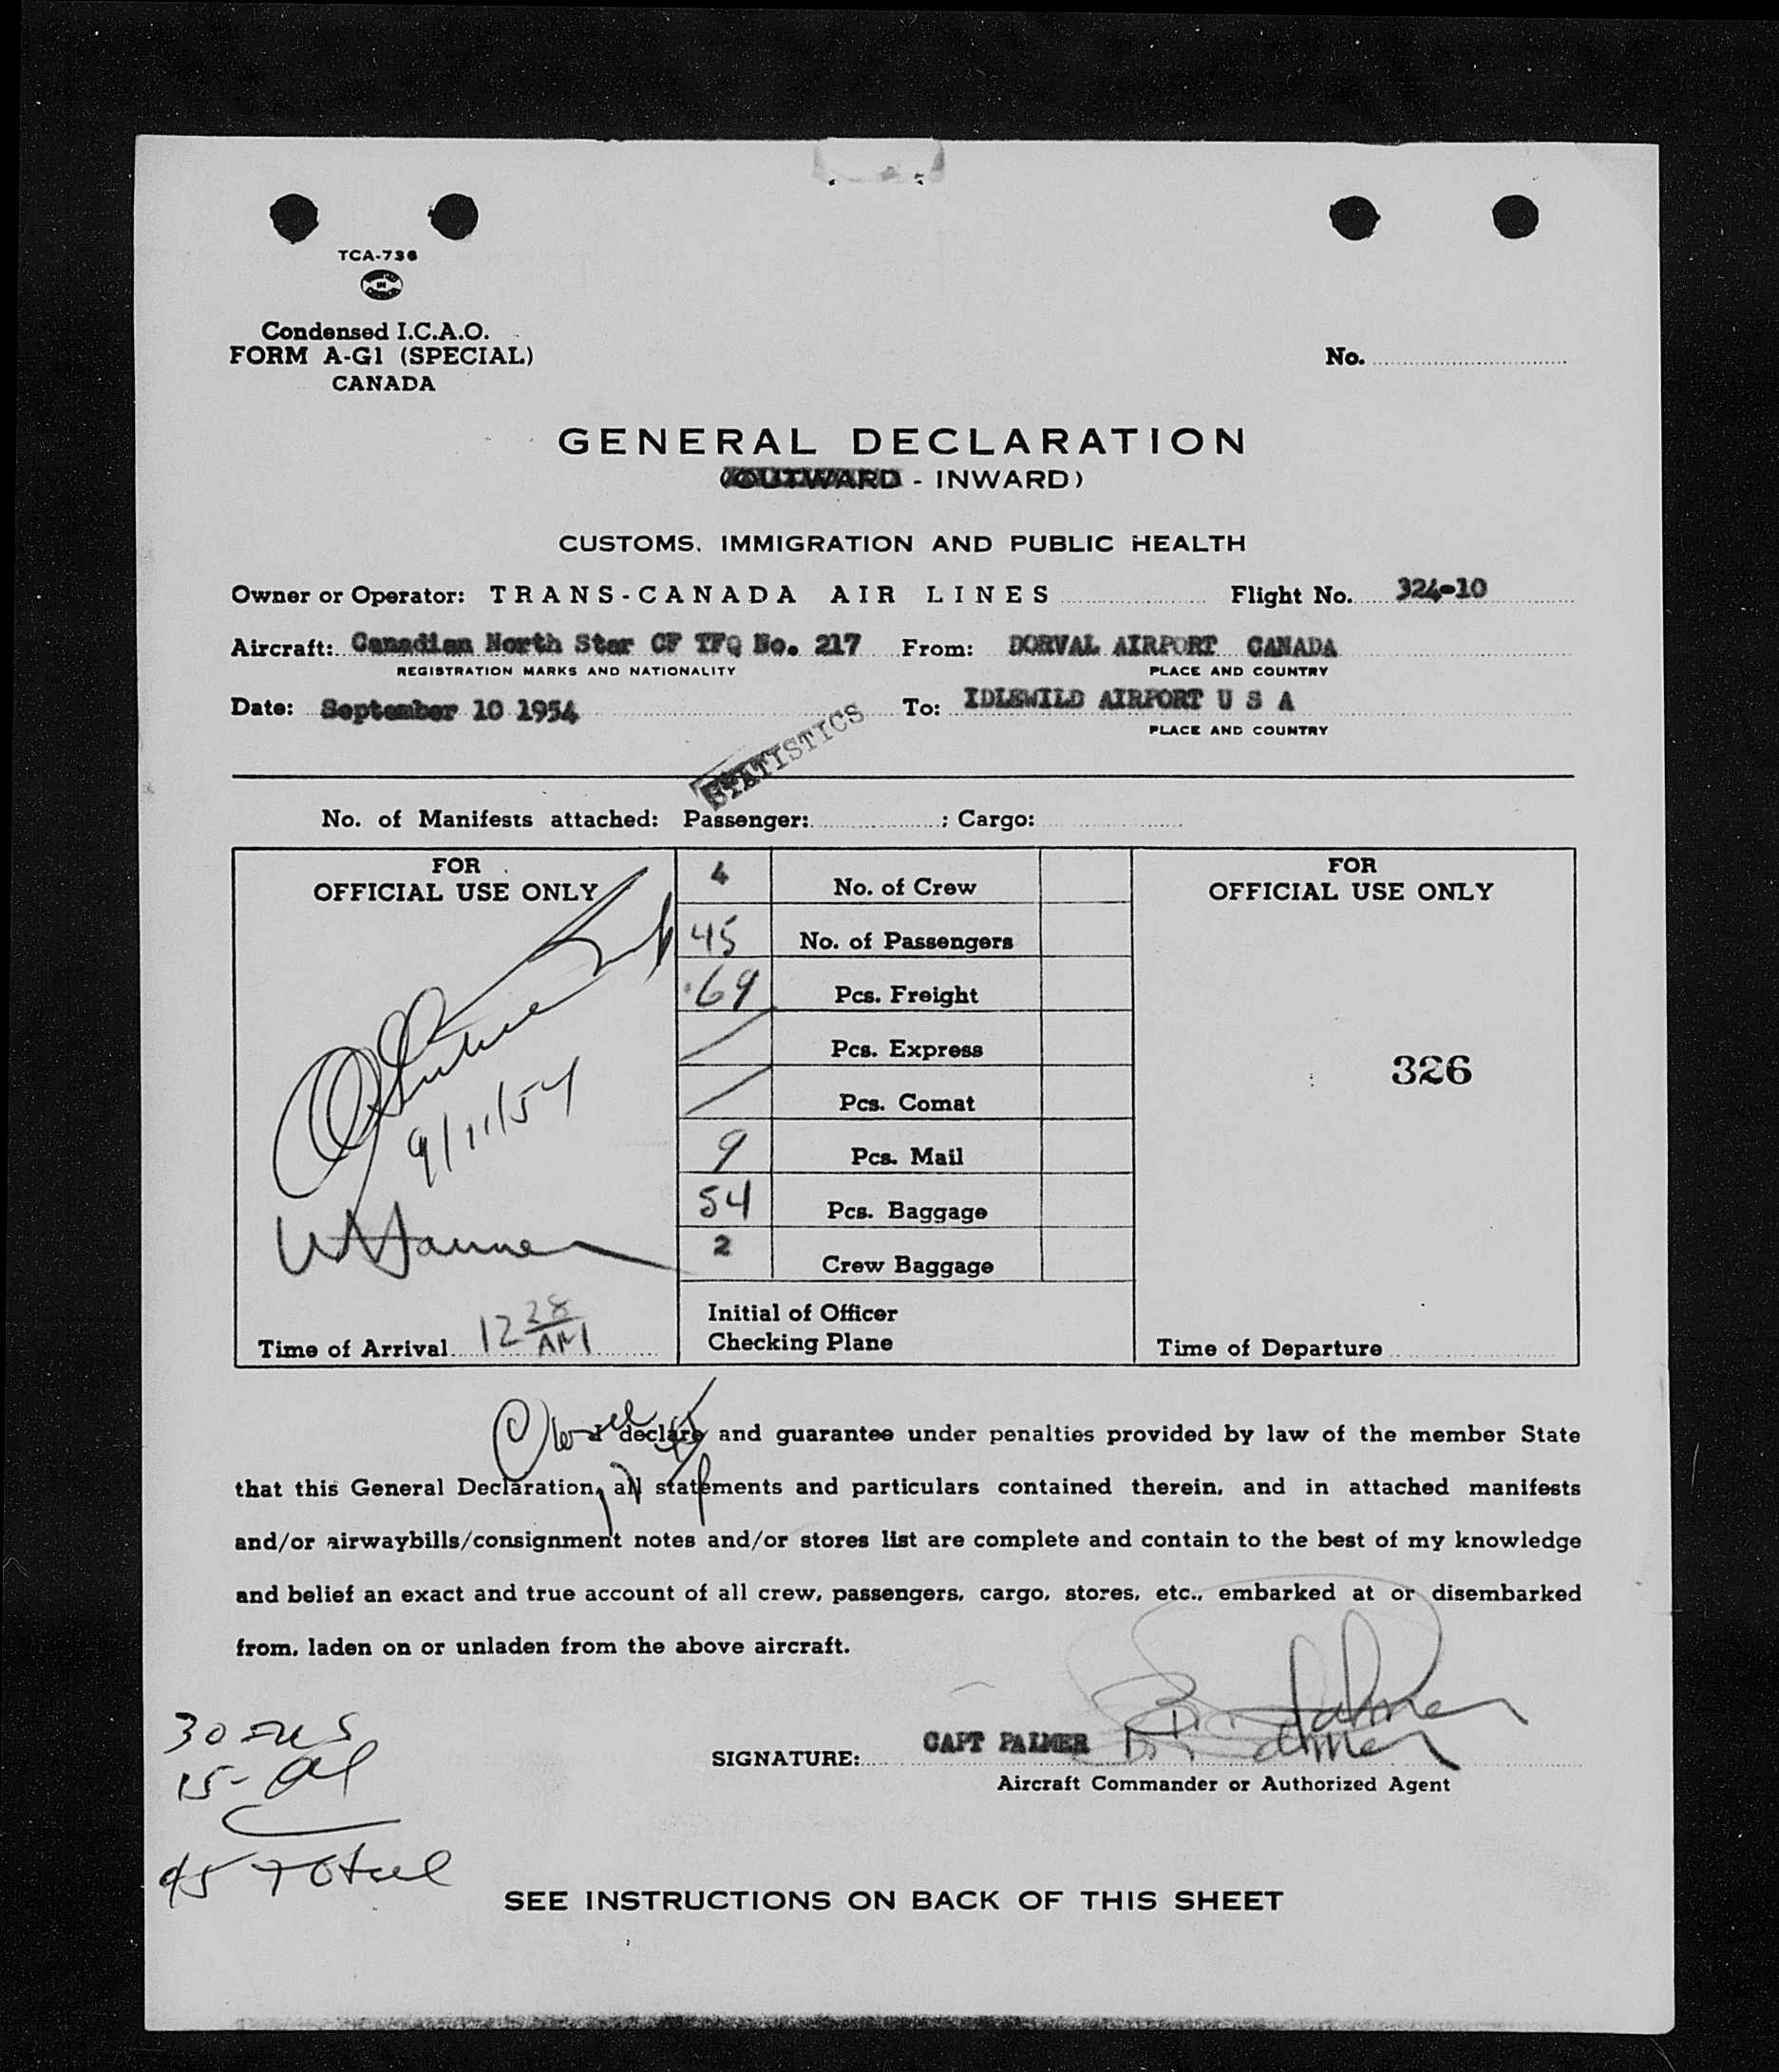 TCA-736
Condensed I.C.A.O.
FORM A-G1 (SPECIAL)
CANADA
No.
GENERAL DECLARATION
(OUTWARD - INWARD)
CUSTOMS, IMMIGRATION AND PUBLIC HEALTH
Owner or Operator: TRANS-CANADA AIR LINES Flight No. 324-10
Aircraft: Canadian North Star CF TFQ No. 217 From: DORVAL AIRPORT CANADA
REGISTRATION MARKS AND NATIONALITY PLACE AND COUNTRY
Date: September 10 1954 To: IDLEWILD AIRPORT U S A
PLACE AND COUNTRY
STATISTICS
No. of Manifests attached: Passenger: ; Cargo:
FOR
OFFICIAL USE ONLY
9/11/54
Time of Arrival 12 28 AM
4 No. of Crew
45 No. of Passengers
69 Pcs. Freight
/ Pcs. Express
/ Pcs. Comat
9 Pcs. Mail
54 Pcs. Baggage
2 Crew Baggage
Initial of Officer
Checking Plane
FOR
OFFICIAL USE ONLY
326
Time of Departure
I declare and guarantee under penalties provided by law of the member State
that this General Declaration, all statements and particulars contained therein, and in attached manifests
and/or airwaybills/consignment notes and/or stores list are complete and contain to the best of my knowledge
and belief an exact and true account of all crew, passengers, cargo, stores, etc., embarked at or disembarked
from, laden on or unladen from the above aircraft.
30 - US
15 - Al
45 Total
SIGNATURE: CAPT PALMER Palmer
Aircraft Commander or Authorized Agent
SEE INSTRUCTIONS ON BACK OF THIS SHEET